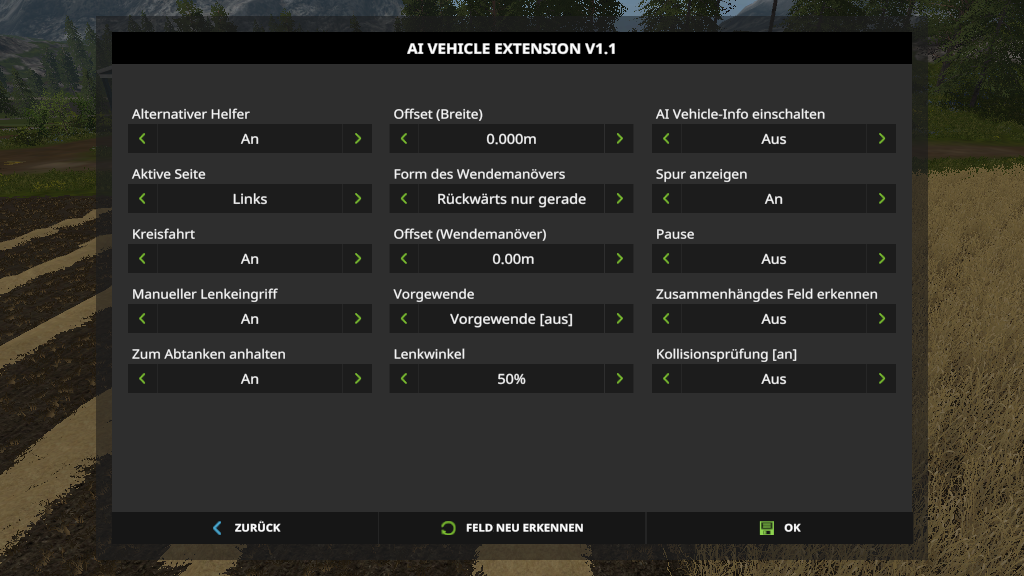 AI VEHICLE EXTENSION V1.1
Alternativer Helfer
An
Aktive Seite
Links
Kreisfahrt
An
Manueller Lenkeingriff
An
Zum Abtanken anhalten
An
Offset (Breite)
0.000m
Form des Wendemanövers
Rückwärts nur gerade
Offset (Wendemanöver)
0.00m
Vorgewende
Vorgewende [aus]
Lenkwinkel
50%
AI Vehicle-Info einschalten
Aus
Spur anzeigen
An
Pause
Aus
Zusammenhängdes Feld erkennen
Aus
Kollisionsprüfung [an]
Aus
ZURÜCK
FELD NEU ERKENNEN
OK